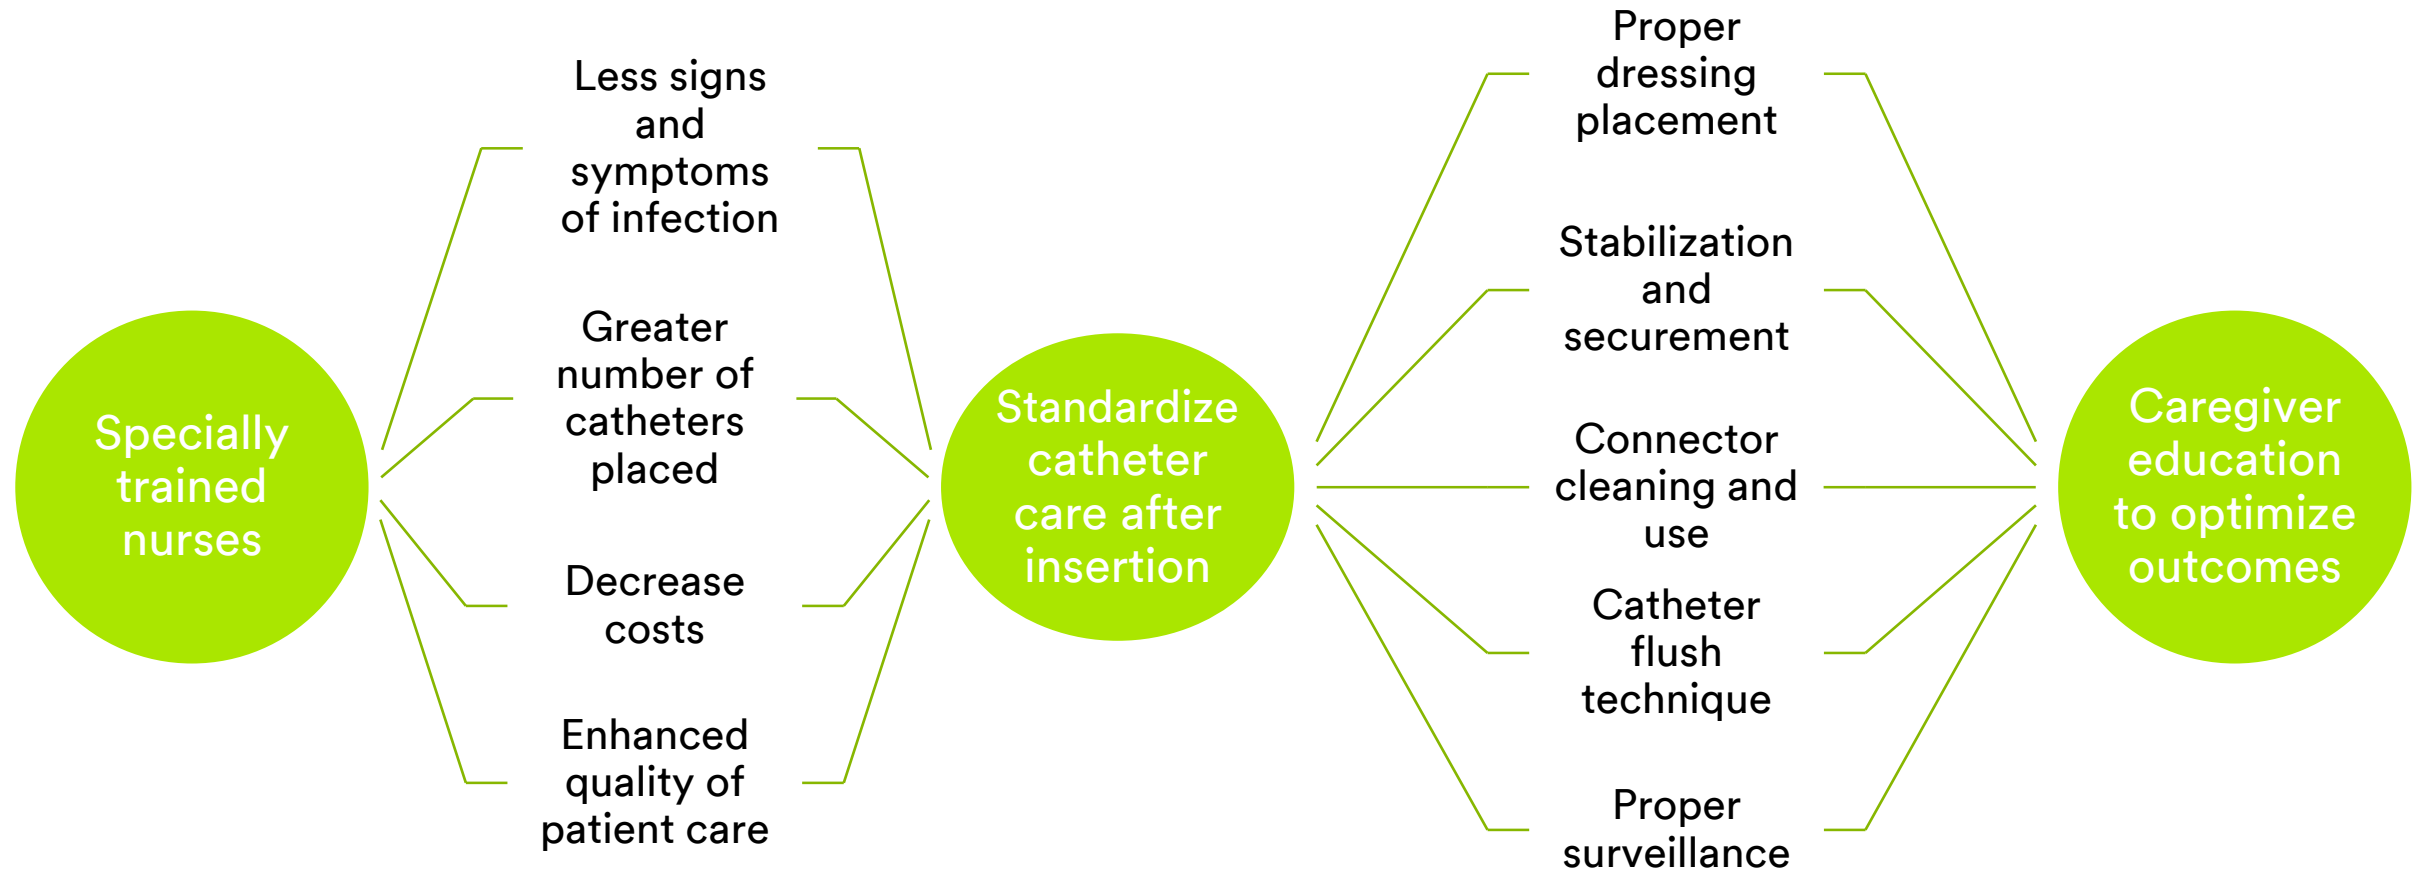 Specially
trained
nurses
Less signs
and
symptoms
of infection
Greater
number of
catheters
placed
Decrease
costs
Enhanced
quality of
patient care
Standardize
catheter
care after
insertion
Proper
dressing
placement
Stabilization
and
securement
Connector
cleaning and
use
Catheter
flush
technique
Proper
surveillance
Caregiver
education
to optimize
outcomes